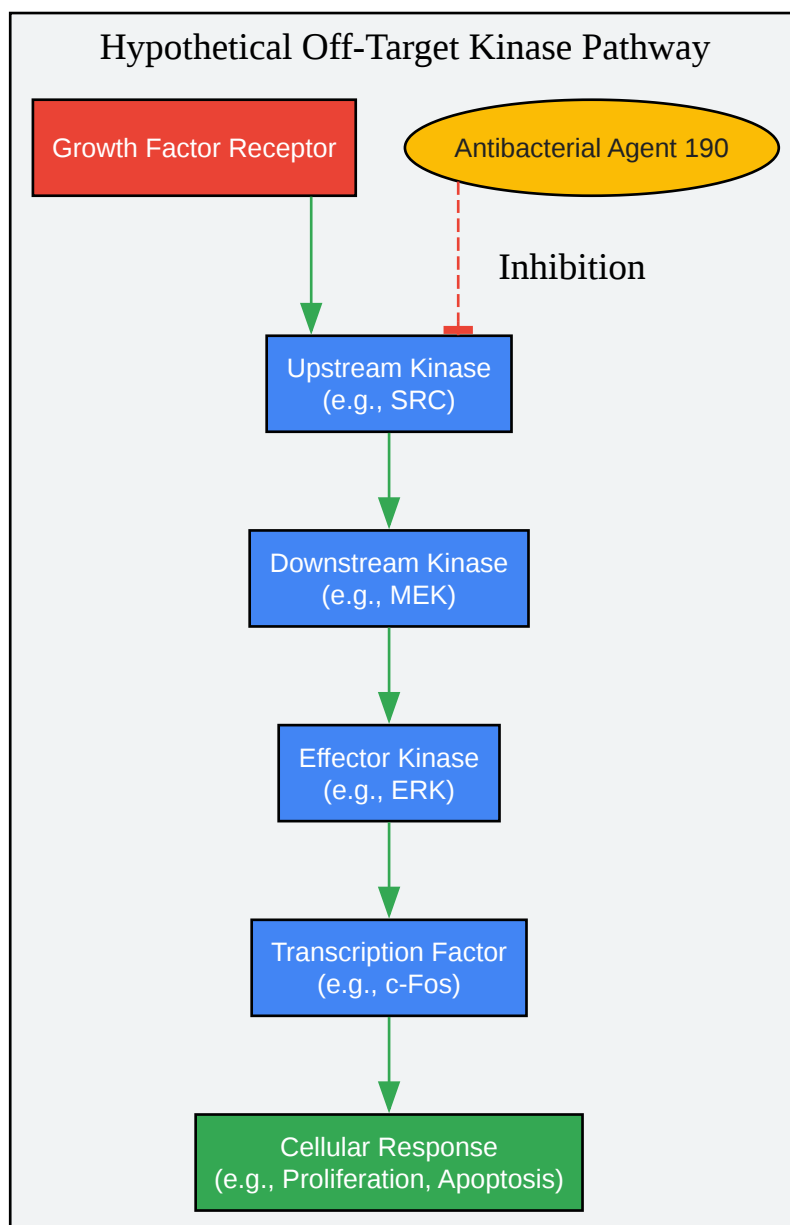 Hypothetical Off-Target Kinase Pathway
Growth Factor Receptor
Antibacterial Agent 190
Inhibition
Upstream Kinase
(e.g., SRC)
Downstream Kinase
(e.g., MEK)
Effector Kinase
(e.g., ERK)
Transcription Factor
(e.g., c-Fos)
Cellular Response
(e.g., Proliferation, Apoptosis)